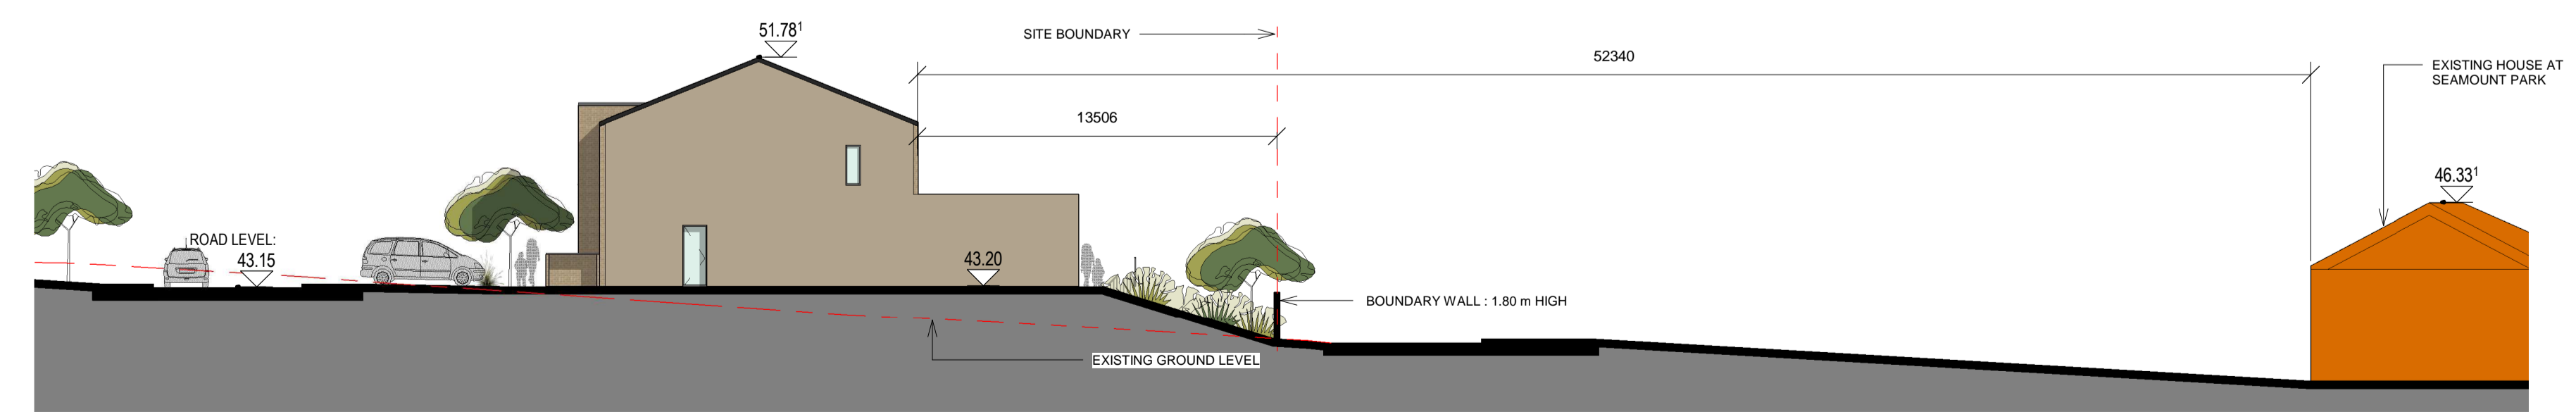 51.78¹
SITE BOUNDARY
52340
EXISTING HOUSE AT
SEAMOUNT PARK
13506
46.33¹
ROAD LEVEL:
43.15
43.20
BOUNDARY WALL : 1.80 m HIGH
EXISTING GROUND LEVEL